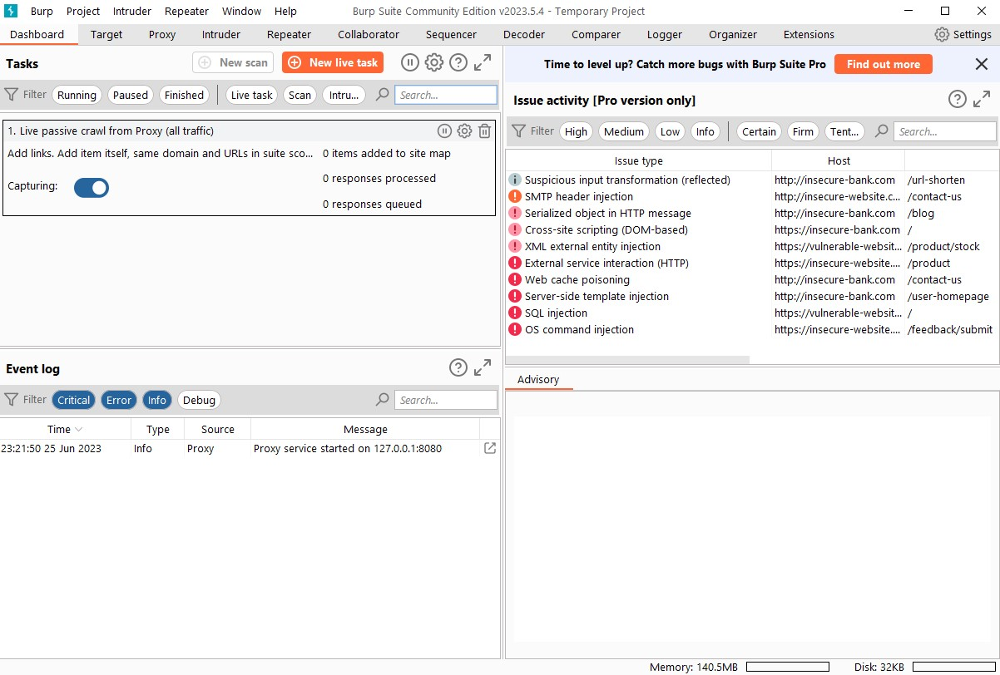 Burp Project Intruder Repeater Window Help Burp Suite Community Edition v2023.5.4 - Temporary Project
Dashboard Target Proxy Intruder Repeater Collaborator Sequencer Decoder Comparer Logger Organizer Extensions Settings
Tasks New scan New live task
Filter Running Paused Finished Live task Scan Intru... Search...
1. Live passive crawl from Proxy (all traffic)
Add links. Add item itself, same domain and URLs in suite sco... 0 items added to site map
Capturing: 0 responses processed
0 responses queued
Event log
Filter Critical Error Info Debug Search...
Time Type Source Message
23:21:50 25 Jun 2023 Info Proxy Proxy service started on 127.0.0.1:8080
Time to level up? Catch more bugs with Burp Suite Pro Find out more
Issue activity [Pro version only]
Filter High Medium Low Info Certain Firm Tent... Search...
Issue type Host
Suspicious input transformation (reflected) http://insecure-bank.com /url-shorten
SMTP header injection http://insecure-website.c... /contact-us
Serialized object in HTTP message http://insecure-bank.com /blog
Cross-site scripting (DOM-based) https://insecure-bank.com /
XML external entity injection https://vulnerable-websit... /product/stock
External service interaction (HTTP) https://insecure-website.... /product
Web cache poisoning http://insecure-bank.com /contact-us
Server-side template injection http://insecure-bank.com /user-homepage
SQL injection https://vulnerable-websit... /
OS command injection https://insecure-website.... /feedback/submit
Advisory
Memory: 140.5MB Disk: 32KB